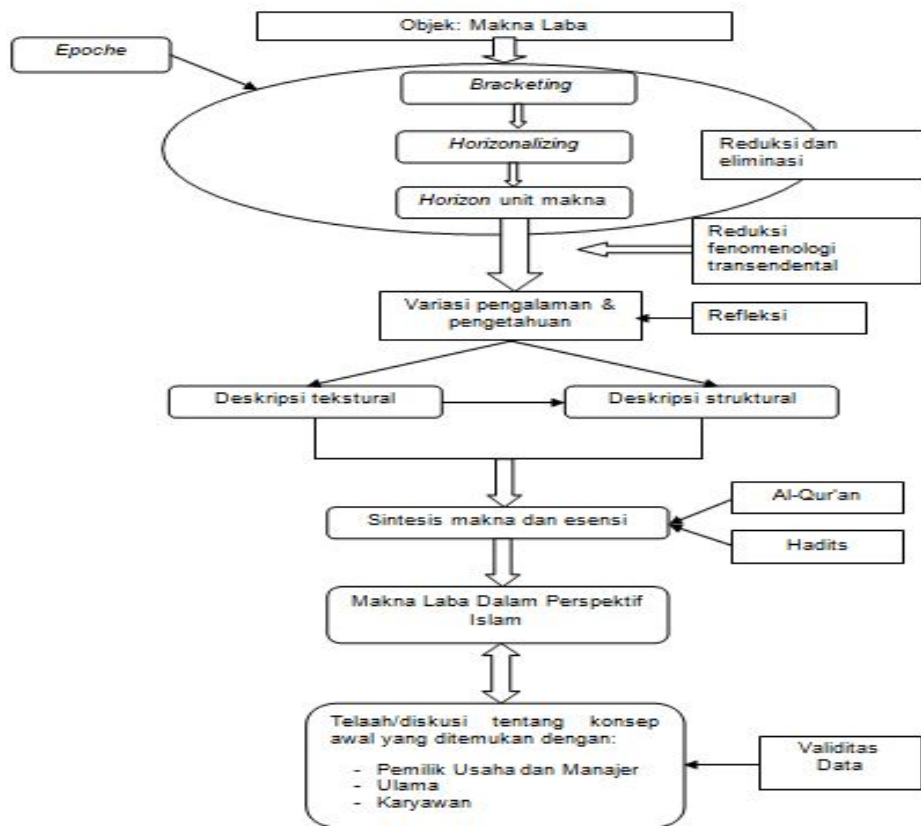 Objek: Makna Laba
Epoche
Bracketing
Horizonalizing
Reduksi dan
eliminasi
Horizon unit makna
Reduksi
fenomenologi
transendental
Variasi pengalaman &
pengetahuan
Refleksi
Deskripsi tekstural
Deskripsi struktural
Al-Qur'an
Sintesis makna dan esensi
Hadits
Makna Laba Dalam Perspektif
Islam
Telaah/diskusi tentang konsep
awal yang ditemukan dengan:
- Pemilik Usaha dan Manajer
- Ulama
- Karyawan
Validitas
Data